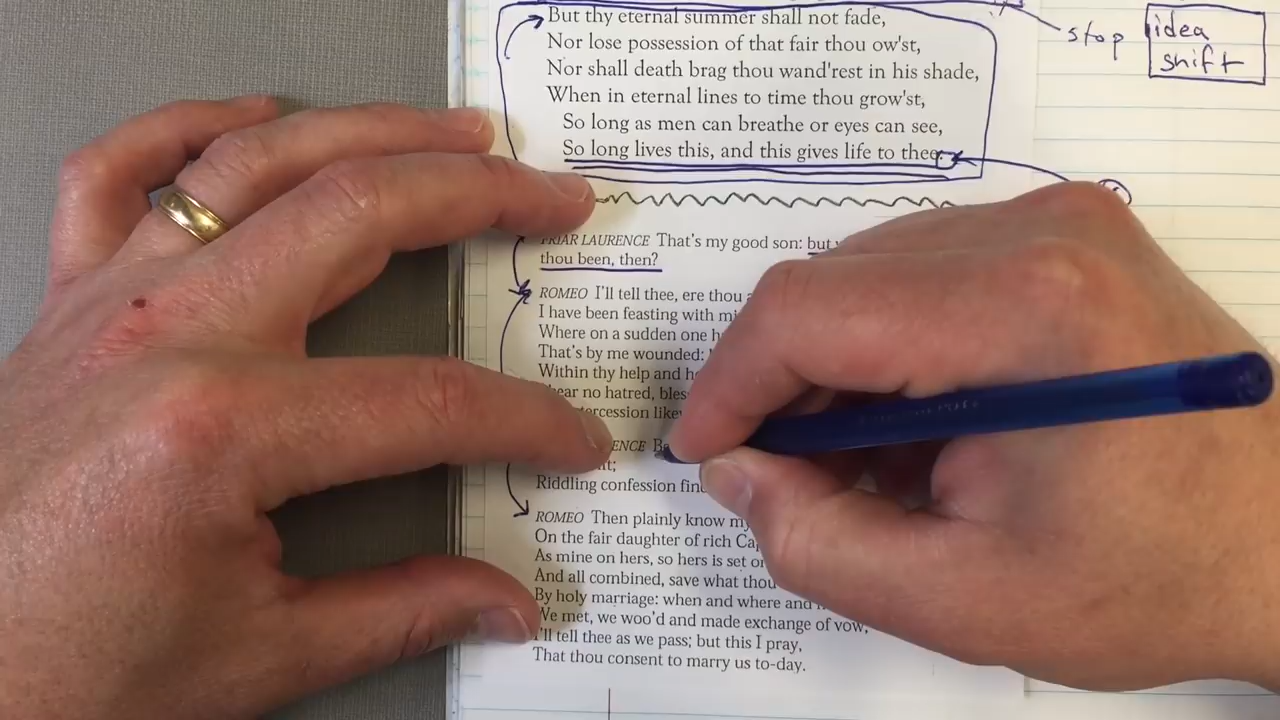 But thy eternal summer shall not fade,
Nor lose possession of that fair thou ow'st,
Nor shall death brag thou wand'rest in his shade,
When in eternal lines to time thou grow'st,
So long as men can breathe or eyes can see,
So long lives this, and this gives life to thee
stop
idea
shift
FRIAR LAURENCE That's my good son: but
thou been, then?
ROMEO I'll tell thee, ere thou
I have been feasting with
Where on a sudden one
That's by me wounded:
Within thy help and
bear no hatred,
Riddling confession
ROMEO Then plainly know
On the fair daughter of rich
As mine on hers, so hers is set
And all combined, save what thou
By holy marriage: when and where and
We met, we woo'd and made exchange of vow,
I'll tell thee as we pass; but this I pray,
That thou consent to marry us to-day.